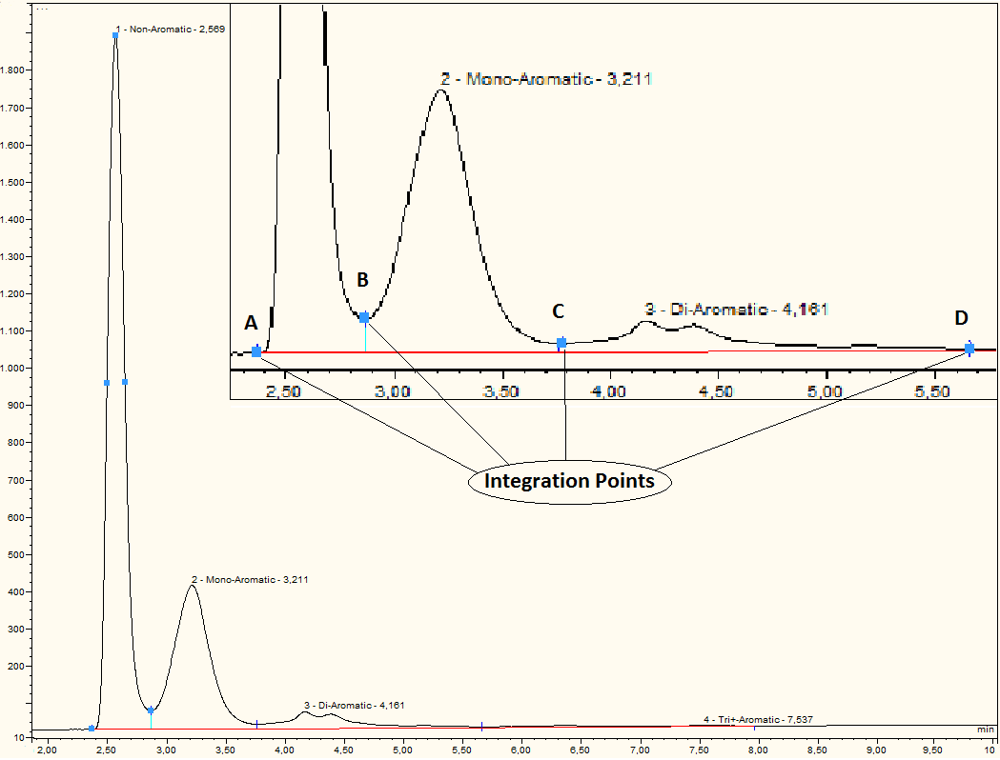 1 - Non-Aromatic - 2,569
2 - Mono-Aromatic - 3,211
A
B
C
3 - Di-Aromatic - 4,161
D
2,50 3,00 3,50 4,00 4,50 5,00 5,50
Integration Points
2 - Mono-Aromatic - 3,211
3 - Di-Aromatic - 4,161
4 - Tri+-Aromatic - 7,537
min
1.800
1.700
1.600
1.500
1.400
1.300
1.200
1.100
1.000
900
800
700
600
500
400
300
200
10
2,00 2,50 3,00 3,50 4,00 4,50 5,00 5,50 6,00 6,50 7,00 7,50 8,00 8,50 9,00 9,50 10